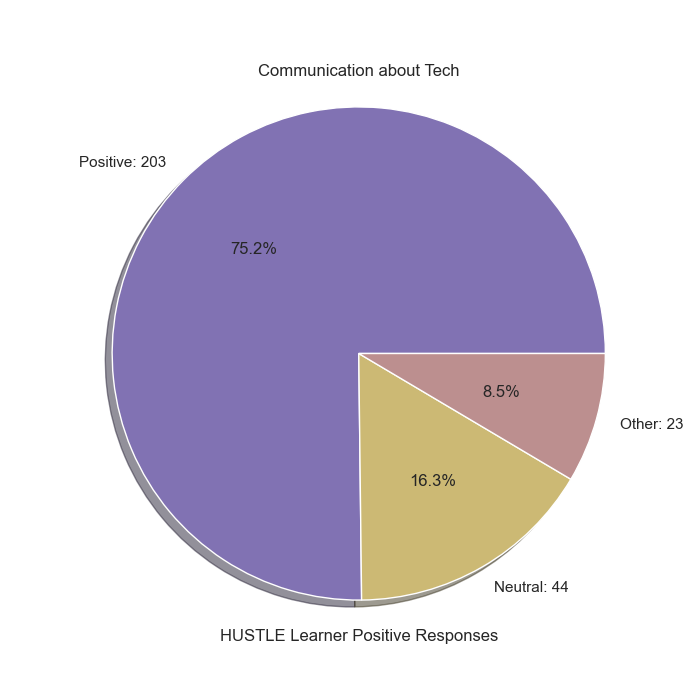 Communication about Tech
Positive: 203
75.2%
8.5%
Other: 23
16.3%
Neutral: 44
HUSTLE Learner Positive Responses